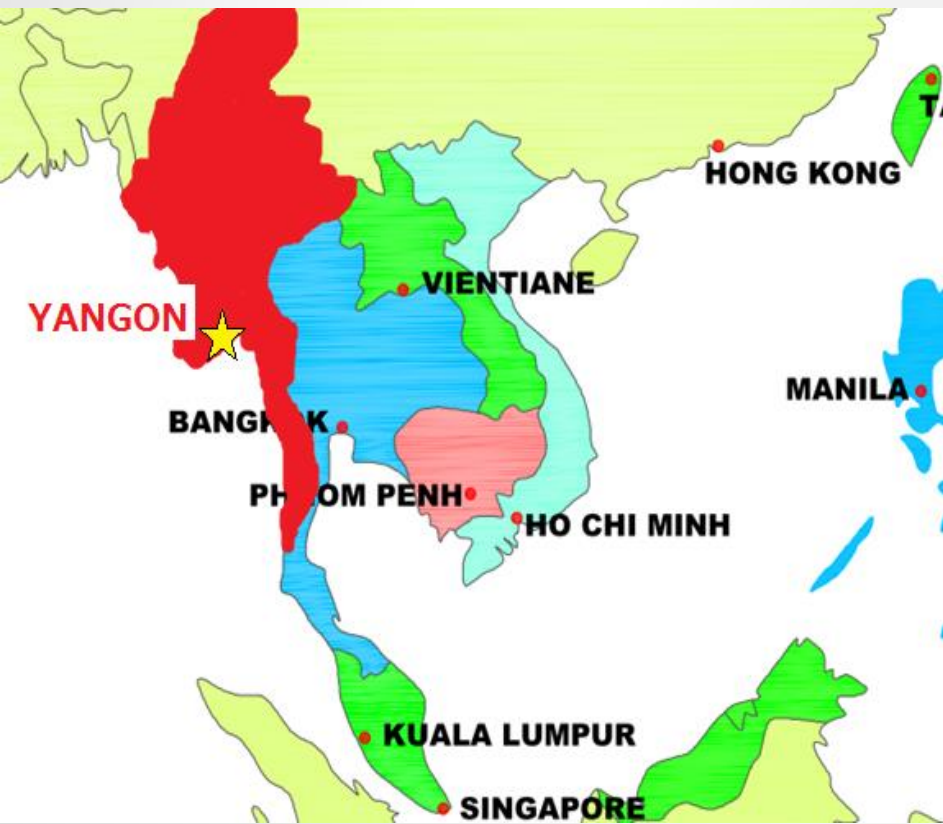 HONG KONG
VIENTIANE
YANGON
MANILA
BANGKOK
PHNOM PENH
HO CHI MINH
KUALA LUMPUR
SINGAPORE